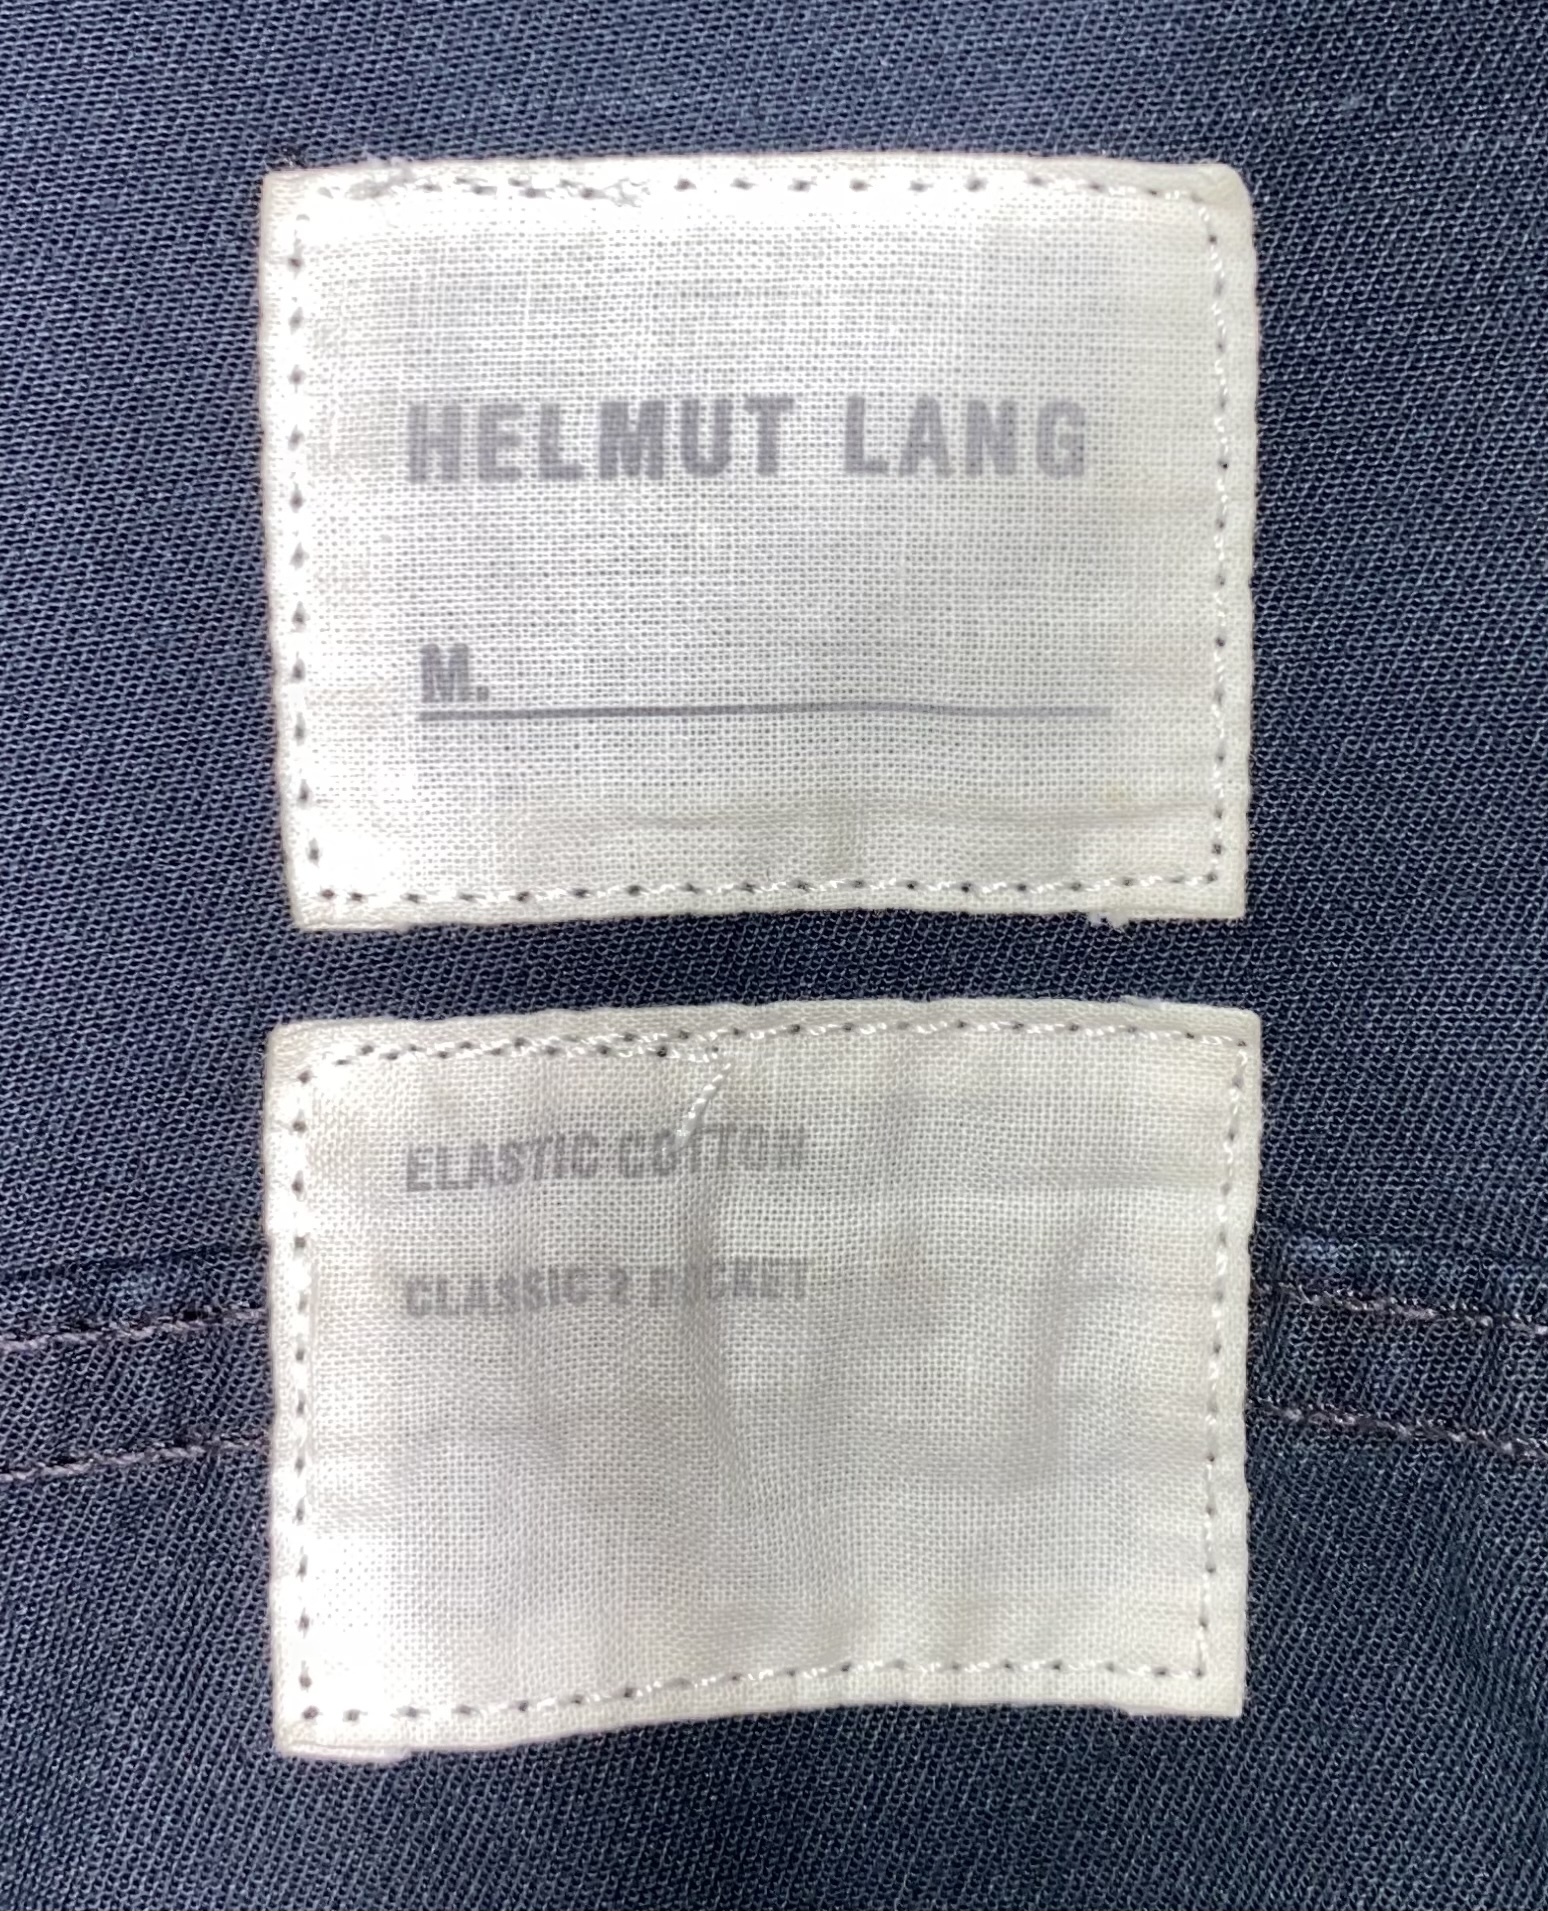 HELMUT LANG
M.
ELASTIC COTTON
CLASSIC 2 POCKET